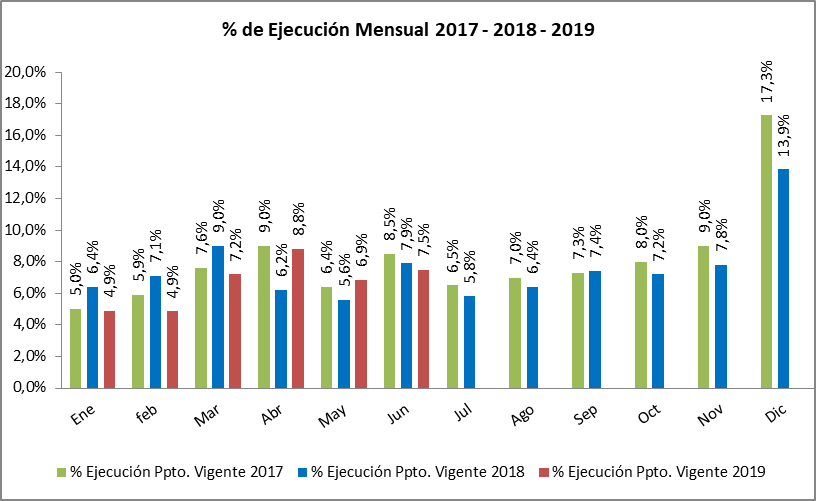 % de Ejecución Mensual 2017 - 2018 - 2019
20,0%
18,0%
16,0%
14,0%
12,0%
10,0%
8,0%
6,0%
4,0%
2,0%
0,0%
5,0% 6,4% 4,9%
5,9% 7,1% 4,9%
7,6% 9,0% 7,2%
9,0% 6,2% 8,8%
6,4% 5,6% 6,9%
8,5% 7,9% 7,5%
6,5% 5,8%
7,0% 6,4%
7,3% 7,4%
8,0% 7,2%
9,0% 7,8%
17,3% 13,9%
Ene feb Mar Abr May Jun Jul Ago Sep Oct Nov Dic
% Ejecución Ppto. Vigente 2017 % Ejecución Ppto. Vigente 2018 % Ejecución Ppto. Vigente 2019